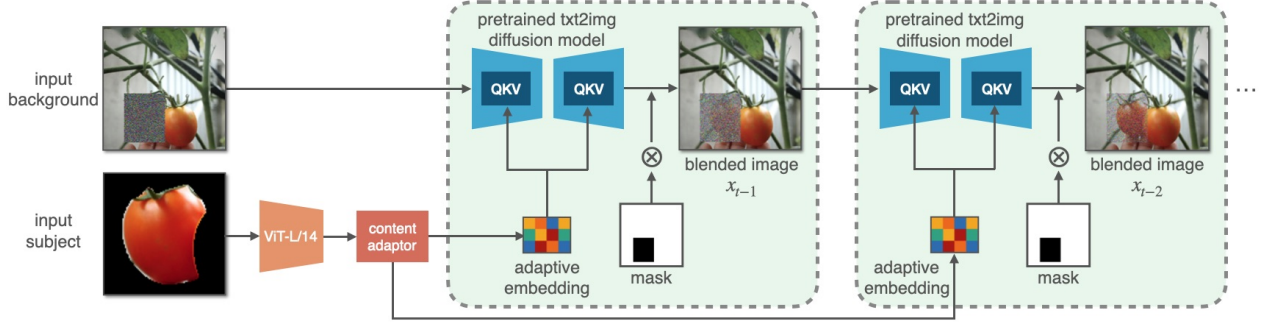 input
background
pretrained txt2img
diffusion model
QKV
QKV
blended image
x_{t−1}
adaptive
embedding
mask
input
subject
ViT-L/14
content
adaptor
pretrained txt2img
diffusion model
QKV
QKV
blended image
x_{t−2}
adaptive
embedding
mask
...